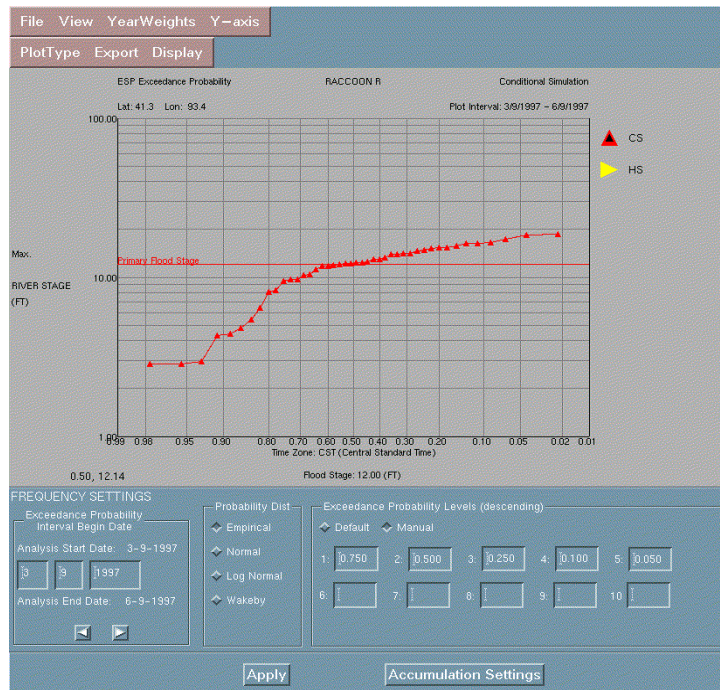 File View YearWeights Y-axis
PlotType Export Display
ESP Exceedance Probability RACCOON R Conditional Simulation
Lat: 41.3 Lon: 93.4 Plot Interval: 3/9/1997 - 6/9/1997
100.00
CS
HS
Max.
Primary Flood Stage
10.00
RIVER STAGE
(FT)
1.00
0.99 0.98 0.95 0.90 0.80 0.70 0.60 0.50 0.40 0.30 0.20 0.10 0.05 0.02 0.01
Time Zone: CST (Central Standard Time)
0.50, 12.14 Flood Stage: 12.00 (FT)
FREQUENCY SETTINGS
Exceedance Probability
Interval Begin Date
Analysis Start Date: 3-9-1997
3 9 1997
Analysis End Date: 6-9-1997
Probability Dist
Empirical
Normal
Log Normal
Wakeby
Exceedance Probability Levels (descending)
Default Manual
1: 0.750 2: 0.500 3: 0.250 4: 0.100 5: 0.050
6: 7: 8: 9: 10
Apply Accumulation Settings